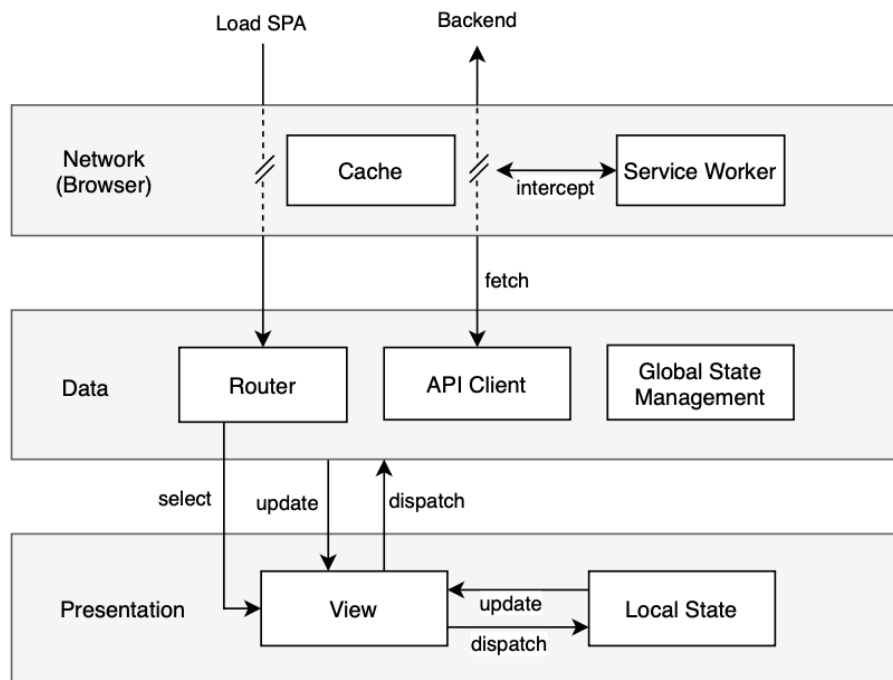 Load SPA
Backend
Network
(Browser)
Cache
intercept
Service Worker
fetch
Data
Router
API Client
Global State
Management
select
update
dispatch
Presentation
View
update
dispatch
Local State